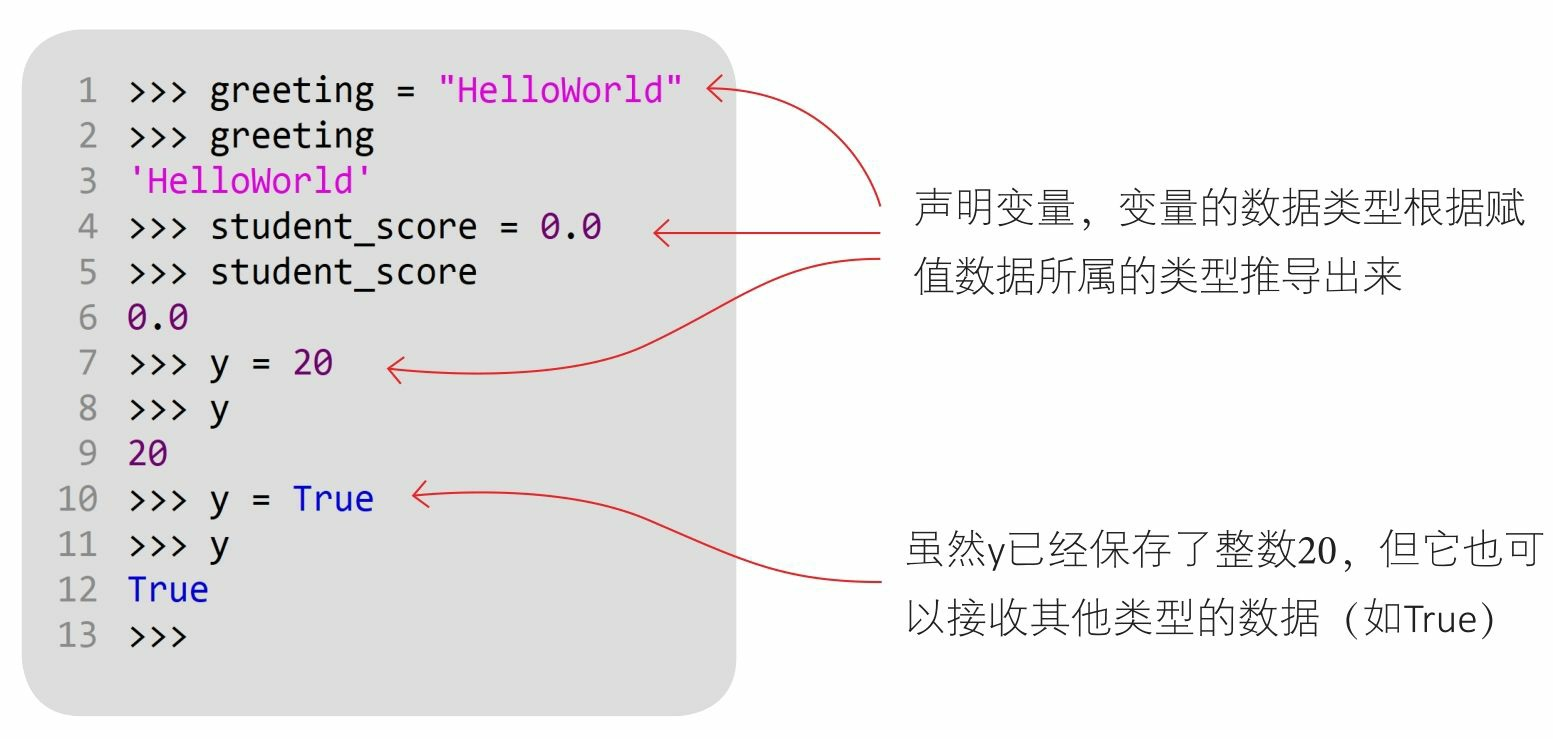 1 >>> greeting = "HelloWorld"
2 >>> greeting
3 'HelloWorld'
4 >>> student_score = 0.0
5 >>> student_score
6 0.0
7 >>> y = 20
8 >>> y
9 20
10 >>> y = True
11 >>> y
12 True
13 >>>
声明变量，变量的数据类型根据赋
值数据所属的类型推导出来
虽然y已经保存了整数20，但它也可
以接收其他类型的数据（如True）